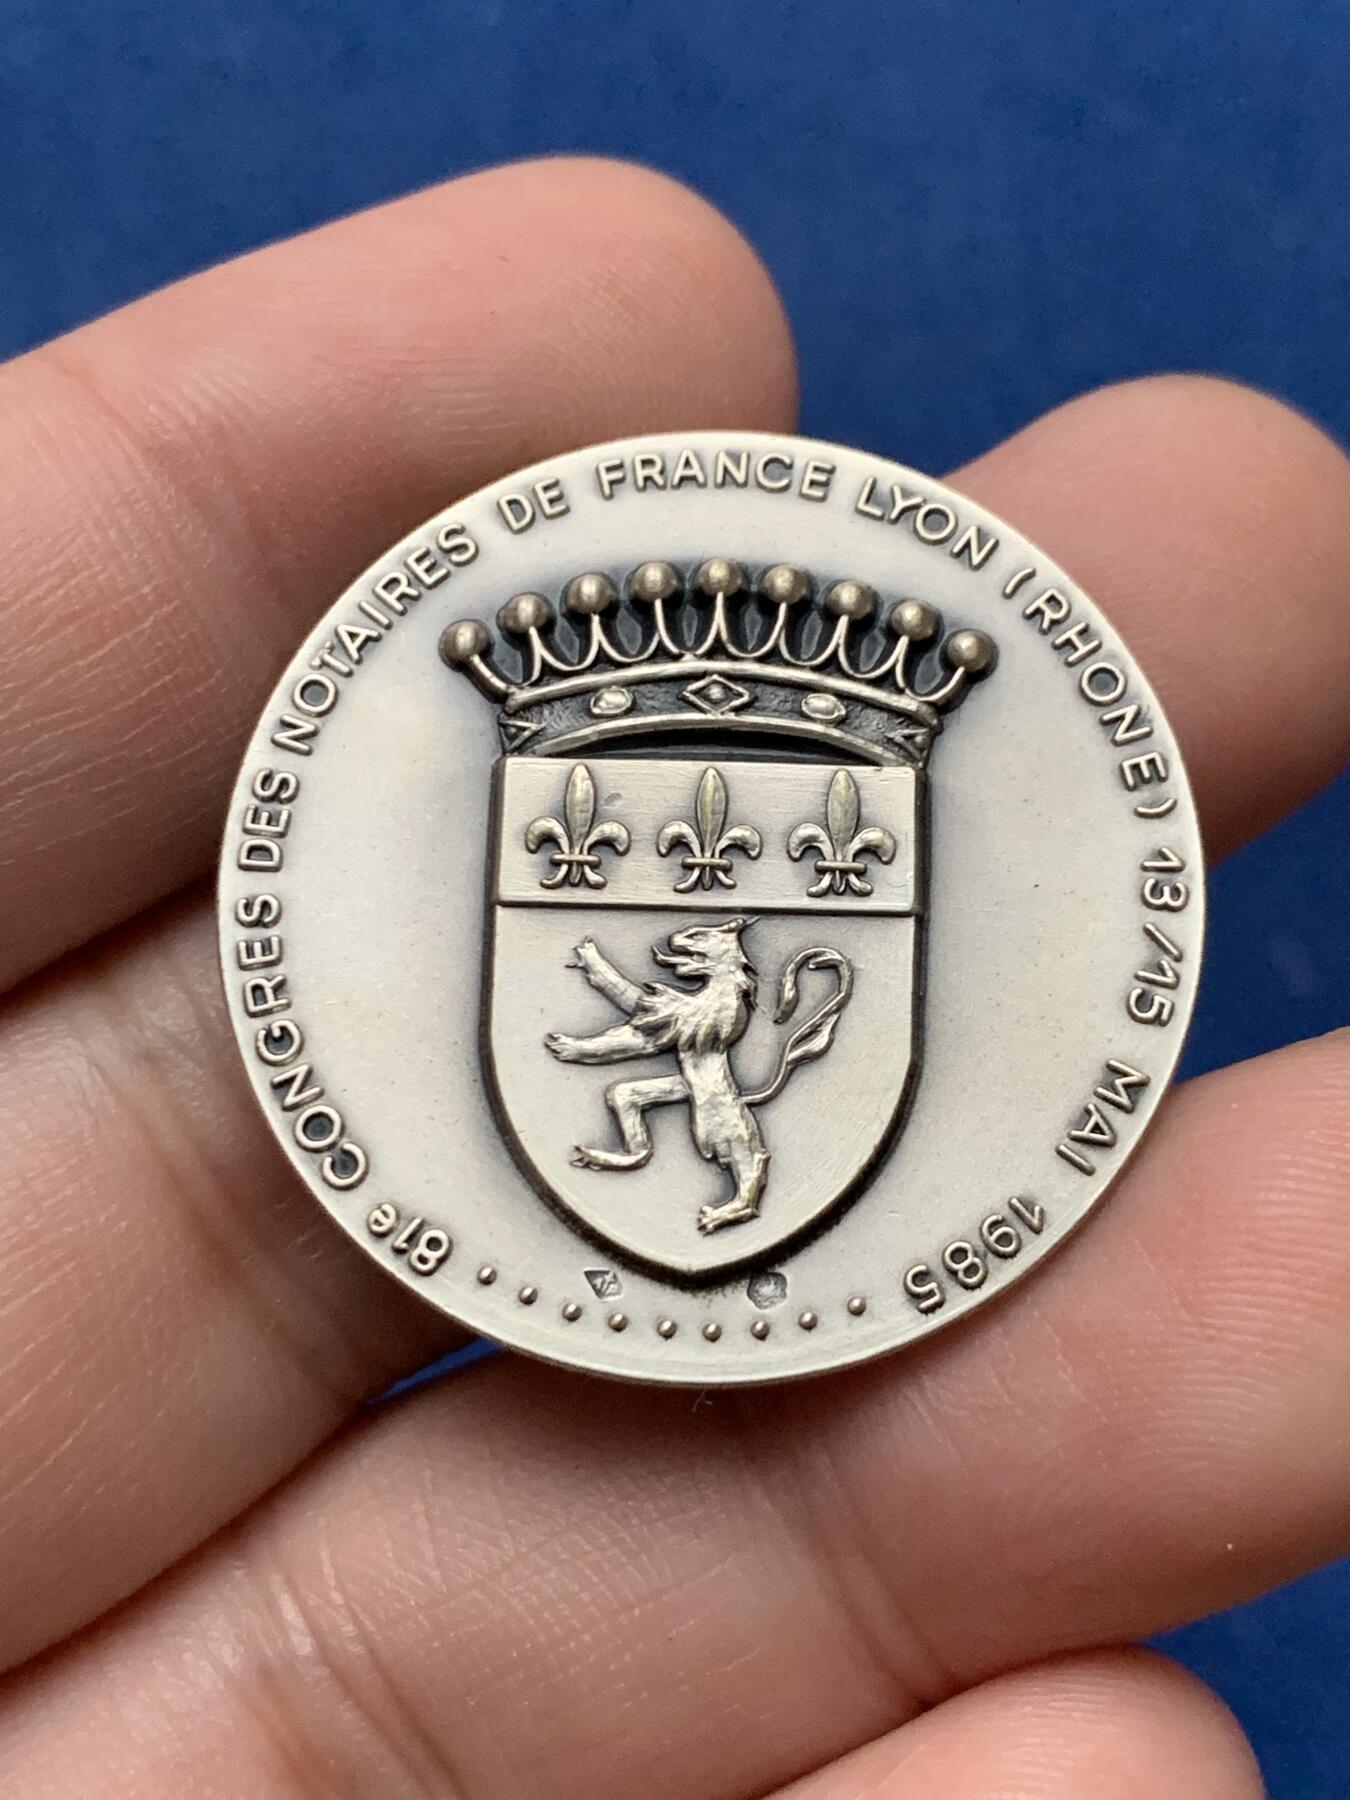 81e CONGRES DES NOTAIRES DE FRANCE LYON (RHONE) 13/15 MAI 1985